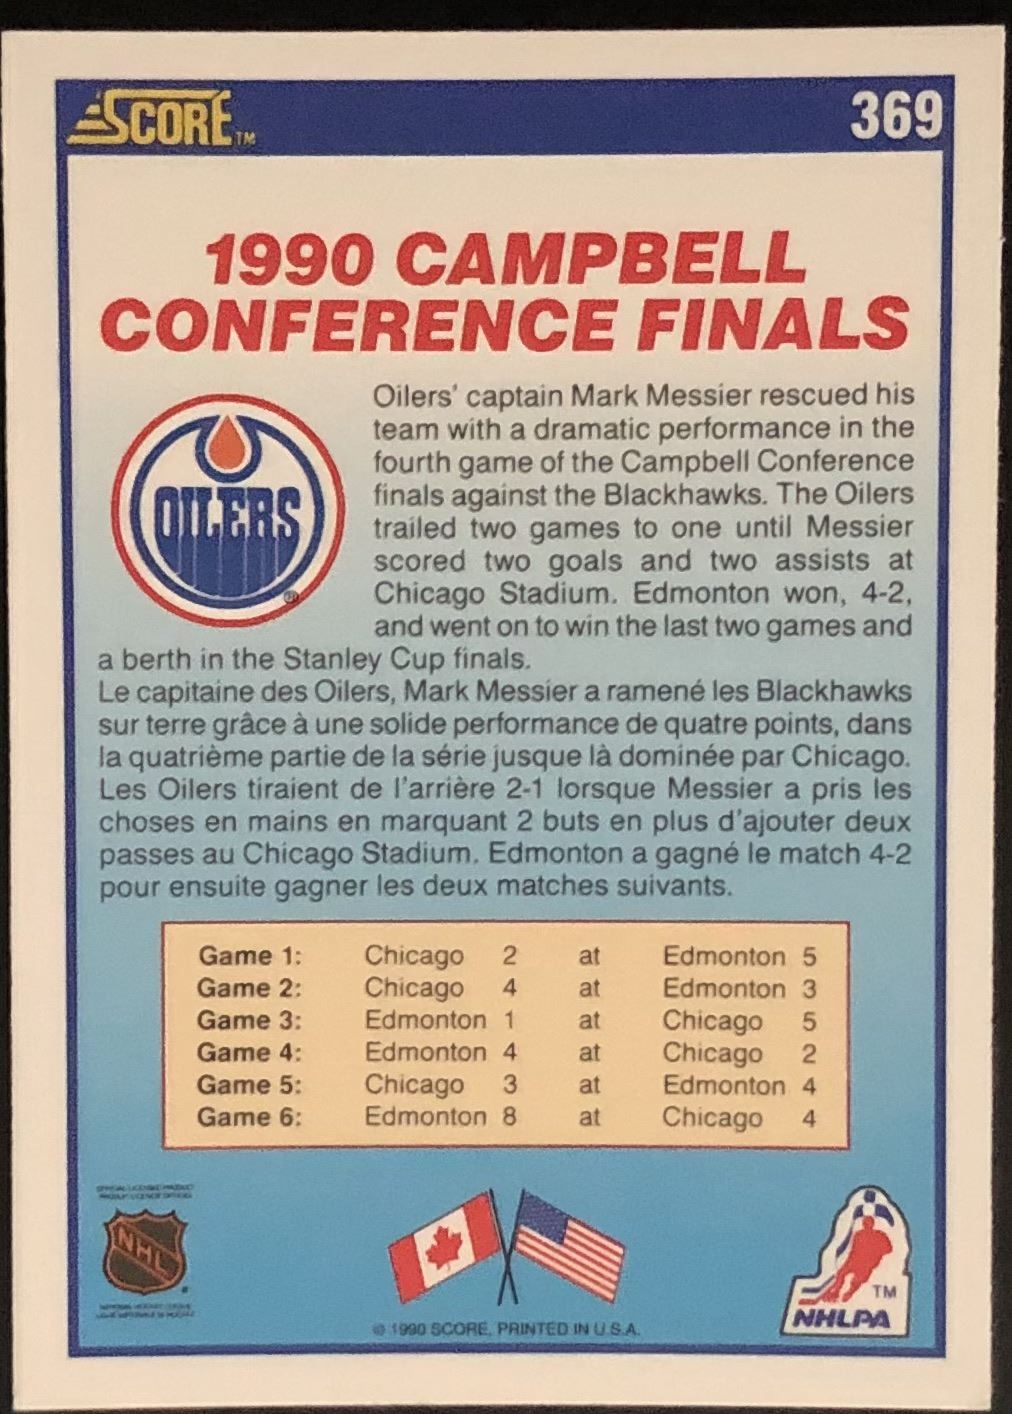 SCORE TM
369
1990 CAMPBELL
CONFERENCE FINALS
OILERS
®
Oilers' captain Mark Messier rescued his
team with a dramatic performance in the
fourth game of the Campbell Conference
finals against the Blackhawks. The Oilers
trailed two games to one until Messier
scored two goals and two assists at
Chicago Stadium. Edmonton won, 4-2,
and went on to win the last two games and
a berth in the Stanley Cup finals.
Le capitaine des Oilers, Mark Messier a ramené les Blackhawks
sur terre grâce à une solide performance de quatre points, dans
la quatrième partie de la série jusque là dominée par Chicago.
Les Oilers tiraient de l'arrière 2-1 lorsque Messier a pris les
choses en mains en marquant 2 buts en plus d'ajouter deux
passes au Chicago Stadium. Edmonton a gagné le match 4-2
pour ensuite gagner les deux matches suivants.
Game 1: Chicago 2 at Edmonton 5
Game 2: Chicago 4 at Edmonton 3
Game 3: Edmonton 1 at Chicago 5
Game 4: Edmonton 4 at Chicago 2
Game 5: Chicago 3 at Edmonton 4
Game 6: Edmonton 8 at Chicago 4
OFFICIAL LICENSED PRODUCT
NHL
TM
NHLPA
© 1990 SCORE, PRINTED IN U.S.A.